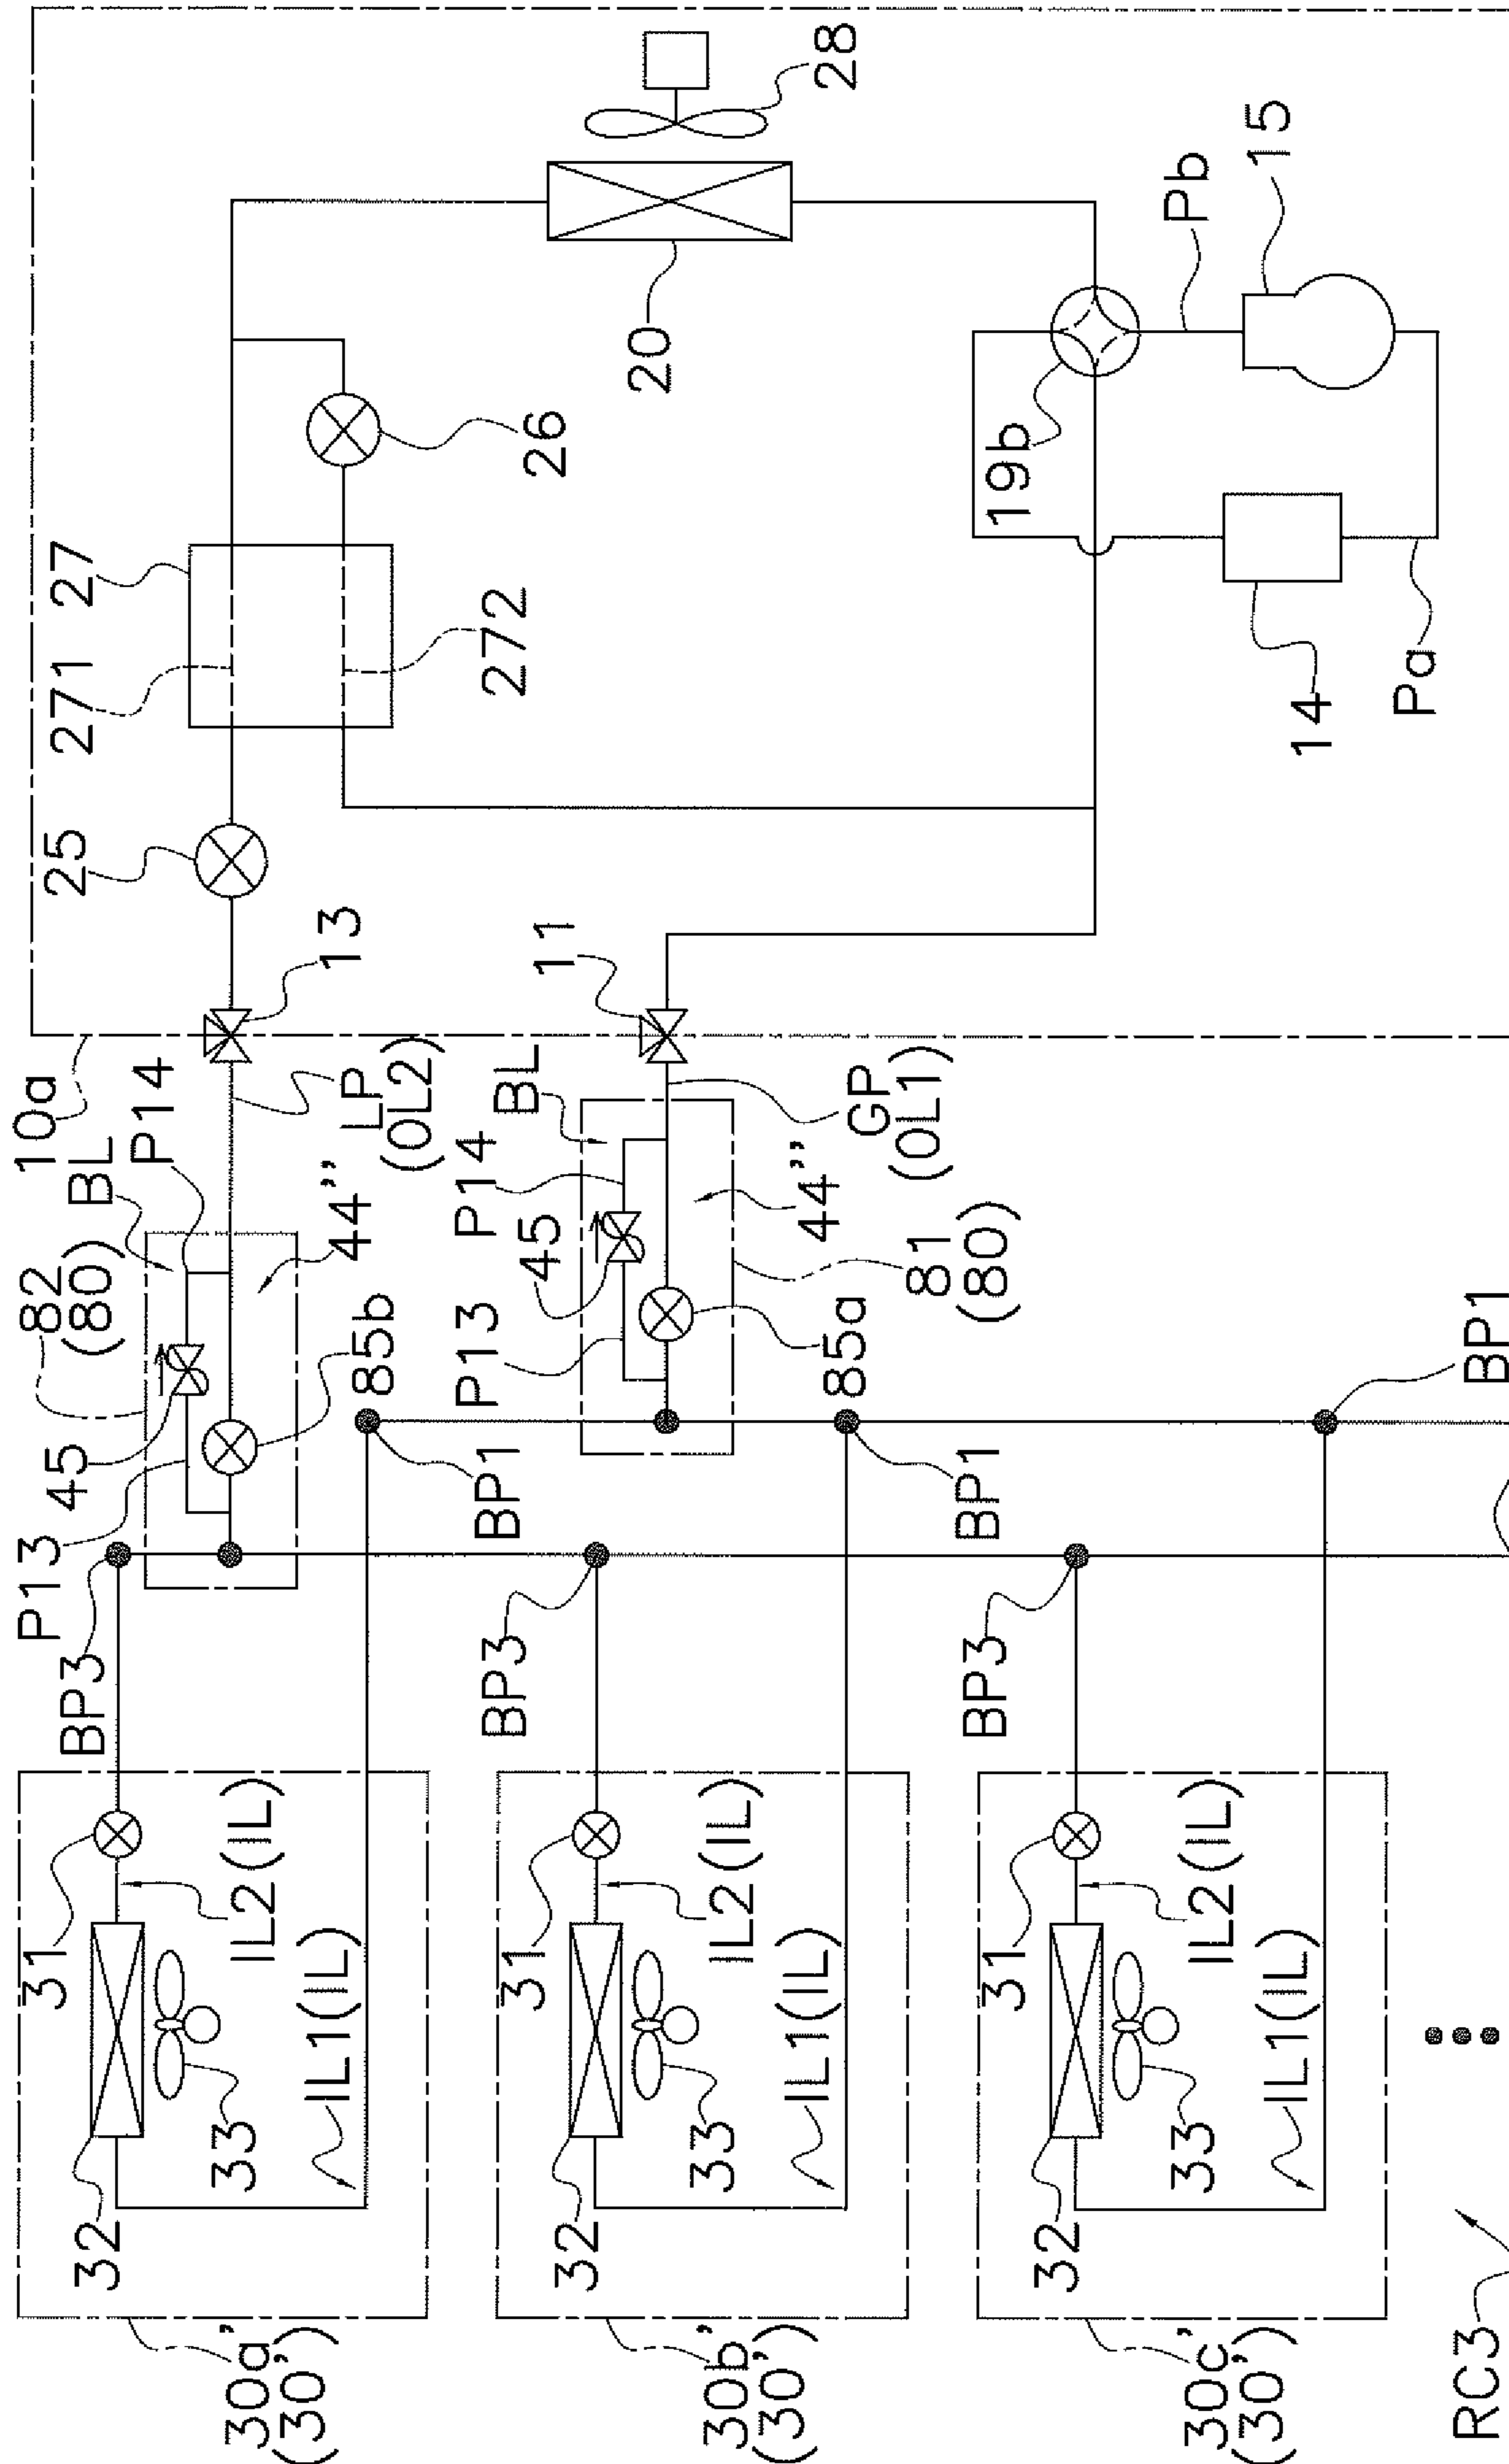 10a
25
271
27
28
26
272
20
13
LP
(OL2)
P14
BL
44”
82
(80)
45
P13
BP3
85b
BP1
11
19b
Pb
15
14
Pa
GP
(OL1)
BL
P14
45
P13
44”
81
(80)
85a
BP1
BP3
BP1
BP3
31
IL2(IL)
32
33
IL1(IL)
30a’
(30’)
31
IL2(IL)
32
33
IL1(IL)
30b’
(30’)
31
IL2(IL)
32
33
IL1(IL)
30c’
(30’)
RC3